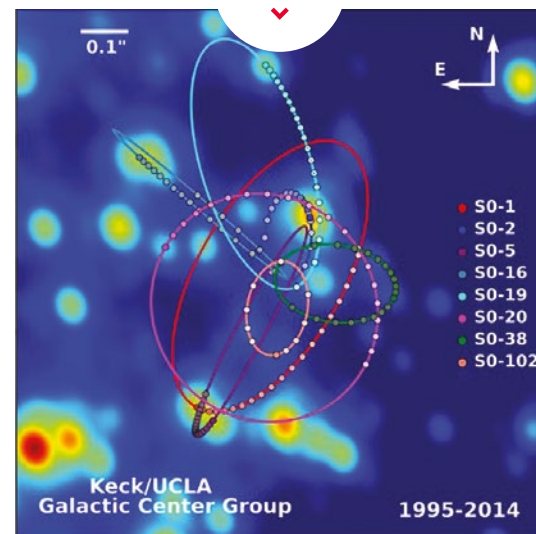 0.1"
N
E
S0-1
S0-2
S0-5
S0-16
S0-19
S0-20
S0-38
S0-102
Keck/UCLA
Galactic Center Group
1995-2014